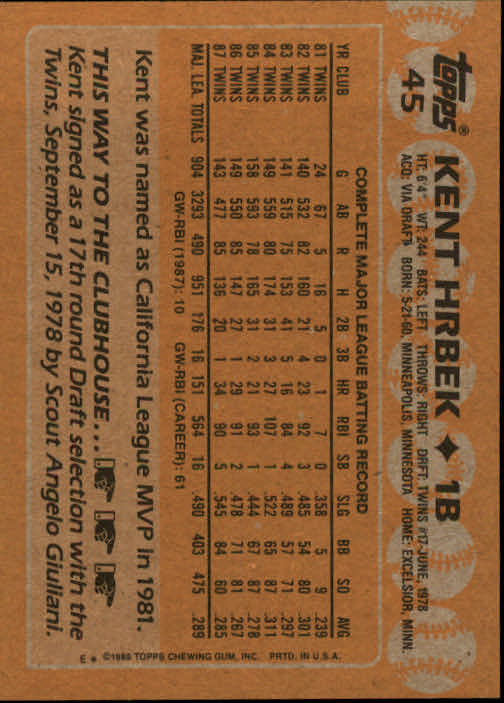 topps®
45
KENT HRBEK ✦ 1B
HT: 6'4" WT: 244 BATS: LEFT THROWS: RIGHT DRFT: TWINS #17-JUNE, 1978
ACQ: VIA DRAFT BORN: 5-21-60, MINNEAPOLIS, MINNESOTA HOME: EXCELSIOR, MINN.
COMPLETE MAJOR LEAGUE BATTING RECORD
YR CLUB G AB R H 2B 3B HR RBI SB SLG BB SO AVG
81 TWINS 24 67 5 16 5 0 1 7 0 .358 5 9 .239
82 TWINS 140 532 82 160 21 4 23 92 3 .485 54 80 .301
83 TWINS 141 515 75 153 41 5 16 84 4 .489 57 71 .297
84 TWINS 149 559 80 174 31 3 27 107 1 .522 65 87 .311
85 TWINS 158 593 78 165 31 2 21 93 1 .444 67 87 .278
86 TWINS 149 550 85 147 27 1 29 91 2 .478 71 81 .267
87 TWINS 143 477 85 136 20 1 34 90 5 .545 84 60 .285
MAJ. LEA. TOTALS 904 3293 490 951 176 16 151 564 16 .490 403 475 .289
GW-RBI (1987): 10 GW-RBI (CAREER): 61
Kent was named as California League MVP in 1981.
THIS WAY TO THE CLUBHOUSE...
Kent signed as a 17th round Draft selection with the
Twins, September 15, 1978 by Scout Angelo Giuliani.
E* ©1988 TOPPS CHEWING GUM, INC. PRTD. IN U.S.A.